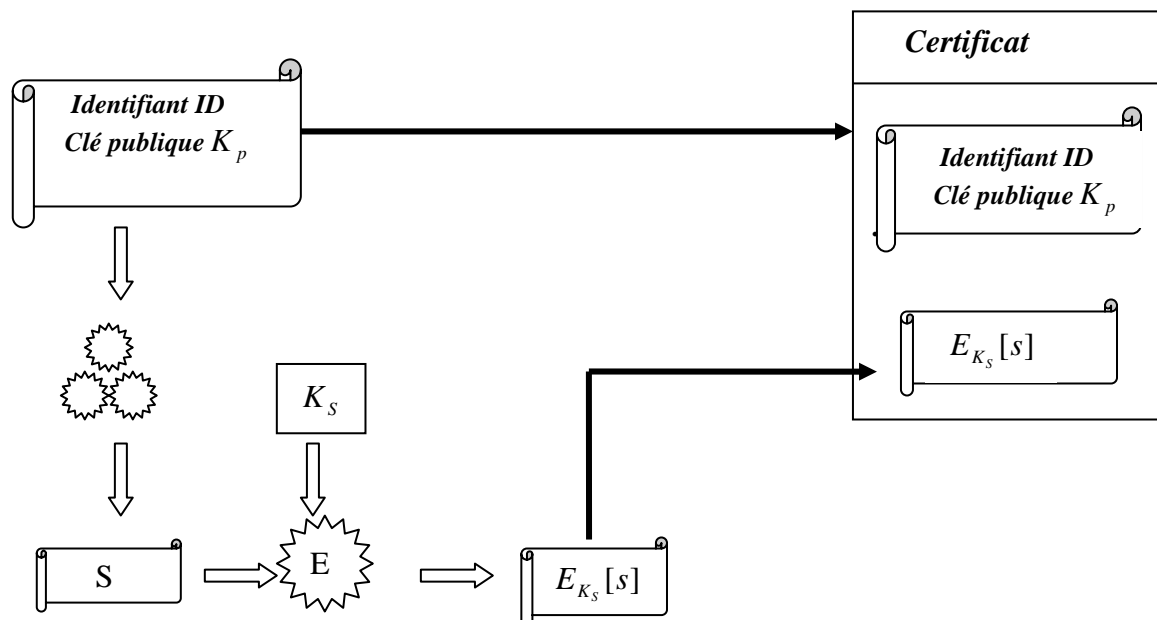 Certificat
Identifiant ID
Clé publique K_p
Identifiant ID
Clé publique K_p
E_{K_S}[s]
K_S
S
E
E_{K_S}[s]